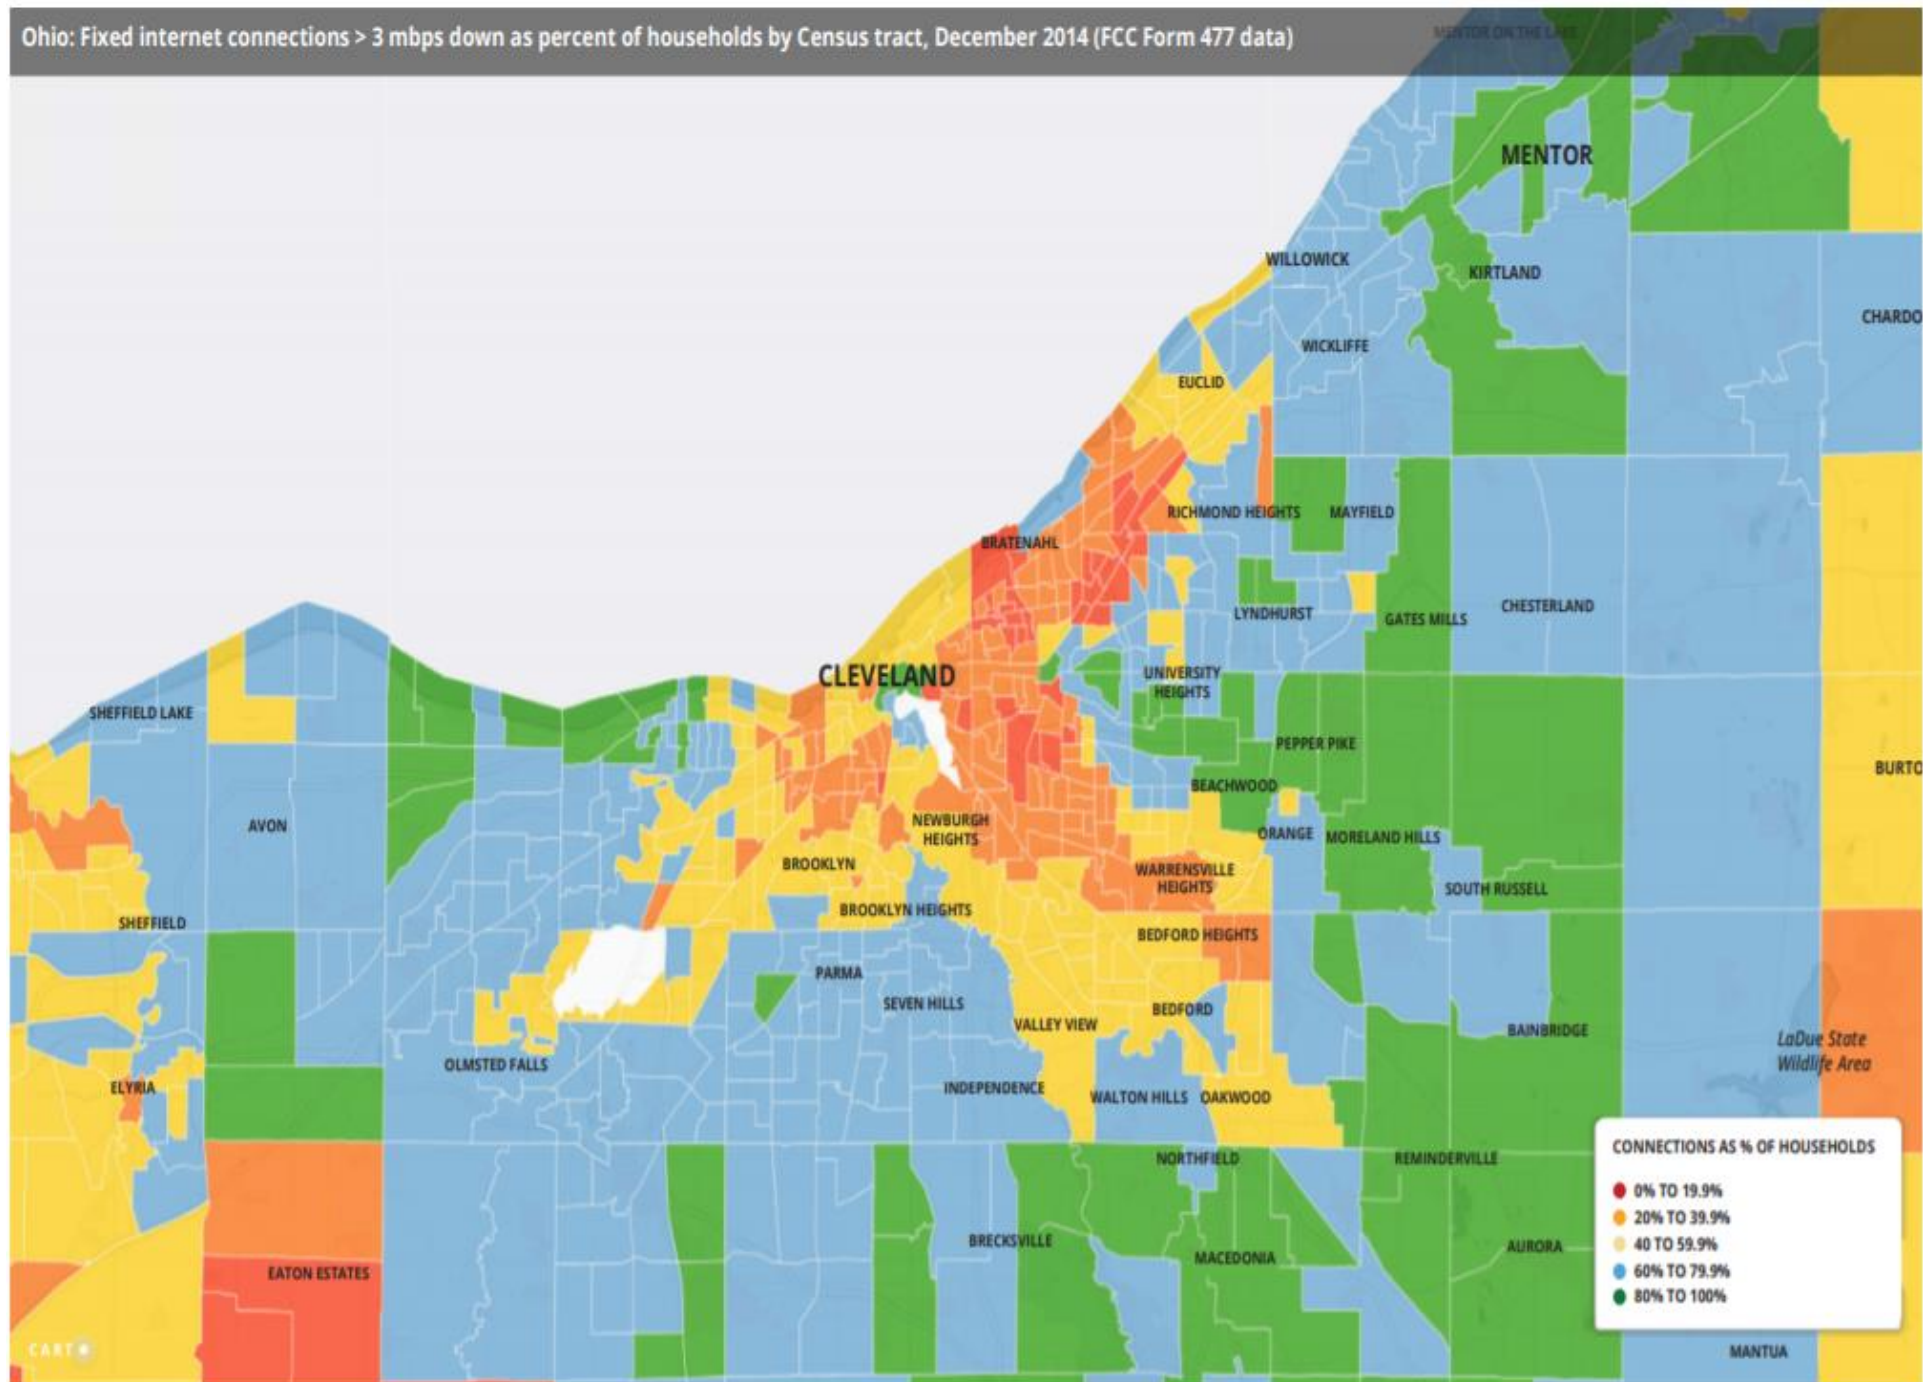 Ohio: Fixed internet connections > 3 mbps down as percent of households by Census tract, December 2014 (FCC Form 477 data)
MENTOR ON THE LAKE
MENTOR
WILLOWICK
KIRTLAND
CHARDO
WICKLIFFE
EUCLID
RICHMOND HEIGHTS
MAYFIELD
BRATENAHL
LYNDHURST
GATES MILLS
CHESTERLAND
CLEVELAND
UNIVERSITY
HEIGHTS
SHEFFIELD LAKE
PEPPER PIKE
BURTO
BEACHWOOD
AVON
NEWBURGH
HEIGHTS
ORANGE
MORELAND HILLS
BROOKLYN
WARRENSVILLE
HEIGHTS
SOUTH RUSSELL
BROOKLYN HEIGHTS
SHEFFIELD
BEDFORD HEIGHTS
PARMA
SEVEN HILLS
BEDFORD
VALLEY VIEW
BAINBRIDGE
LaDue State
Wildlife Area
OLMSTED FALLS
ELYRIA
INDEPENDENCE
WALTON HILLS
OAKWOOD
NORTHFIELD
REMINDERVILLE
BRECKSVILLE
MACEDONIA
AURORA
EATON ESTATES
CONNECTIONS AS % OF HOUSEHOLDS
0% TO 19.9%
20% TO 39.9%
40 TO 59.9%
60% TO 79.9%
80% TO 100%
MANTUA
CARTO